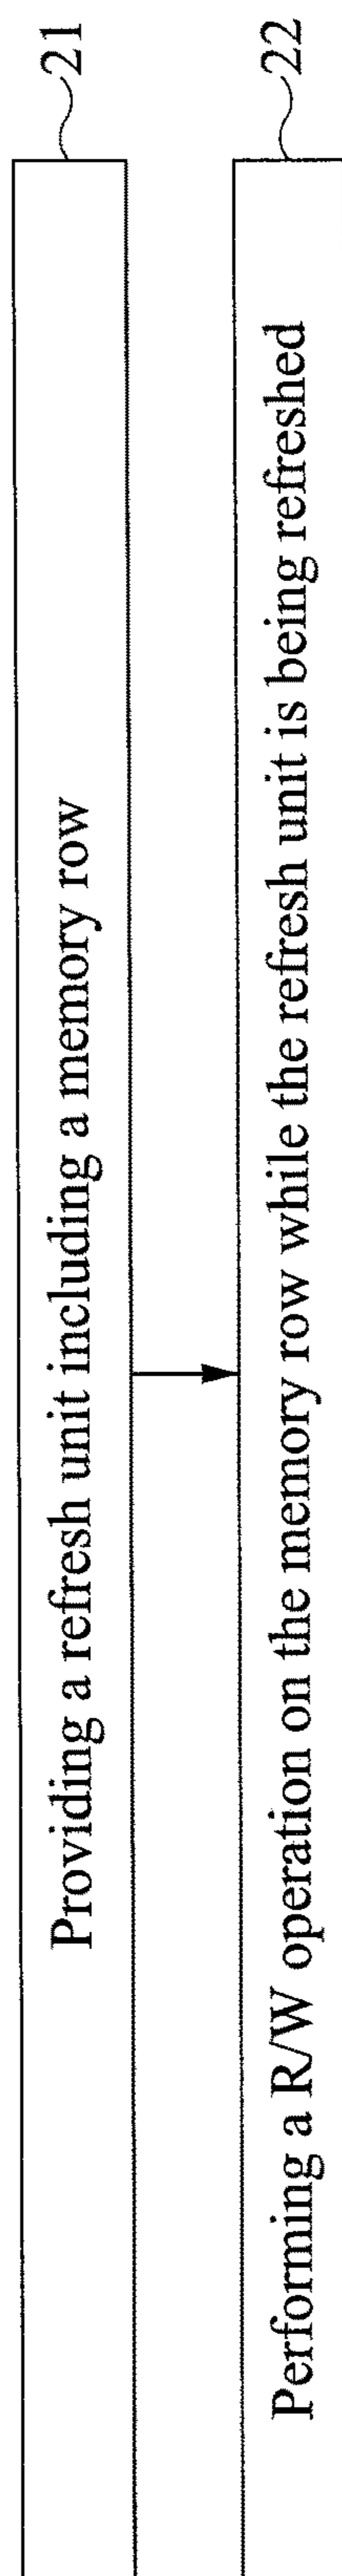 Providing a refresh unit including a memory row
21
Performing a R/W operation on the memory row while the refresh unit is being refreshed
22